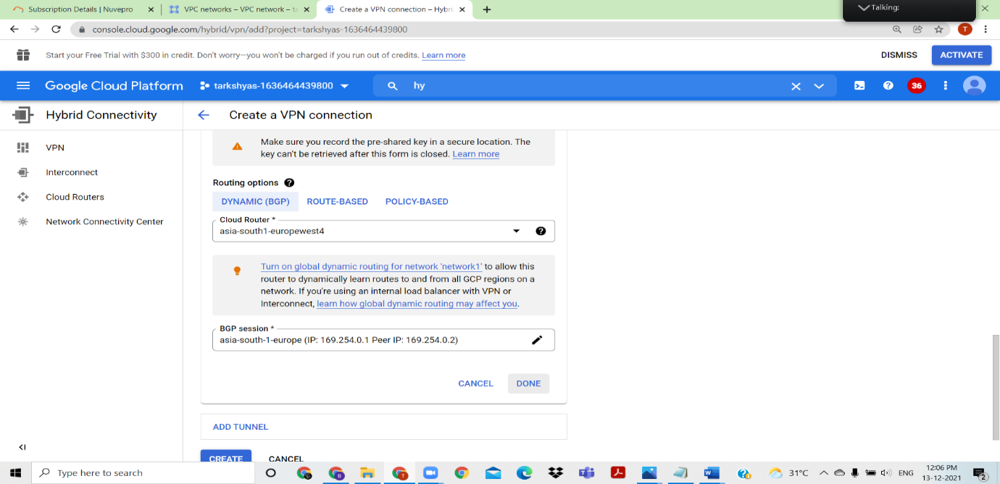 Subscription Details | Nuvepro
VPC networks – VPC network – ta
Create a VPN connection – Hybri
Talking:
console.cloud.google.com/hybrid/vpn/add?project=tarkshyas-1636464439800
T
Start your Free Trial with $300 in credit. Don't worry—you won't be charged if you run out of credits. Learn more
DISMISS
ACTIVATE
Google Cloud Platform
tarkshyas-1636464439800
hy
36
Hybrid Connectivity
Create a VPN connection
VPN
Interconnect
Cloud Routers
Network Connectivity Center
Make sure you record the pre-shared key in a secure location. The
key can't be retrieved after this form is closed. Learn more
Routing options
DYNAMIC (BGP)
ROUTE-BASED
POLICY-BASED
Cloud Router *
asia-south1-europewest4
Turn on global dynamic routing for network 'network1' to allow this
router to dynamically learn routes to and from all GCP regions on a
network. If you're using an internal load balancer with VPN or
Interconnect, learn how global dynamic routing may affect you.
BGP session *
asia-south-1-europe (IP: 169.254.0.1 Peer IP: 169.254.0.2)
CANCEL
DONE
ADD TUNNEL
CREATE
CANCEL
Type here to search
31°C
ENG
12:06 PM
13-12-2021
2